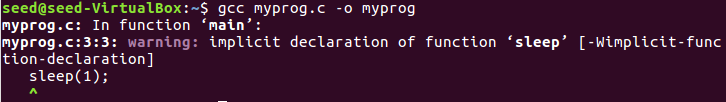 seed@seed-VirtualBox:~$ gcc myprog.c -o myprog
myprog.c: In function ‘main’:
myprog.c:3:3: warning: implicit declaration of function ‘sleep’ [-Wimplicit-func
tion-declaration]
   sleep(1);
   ^